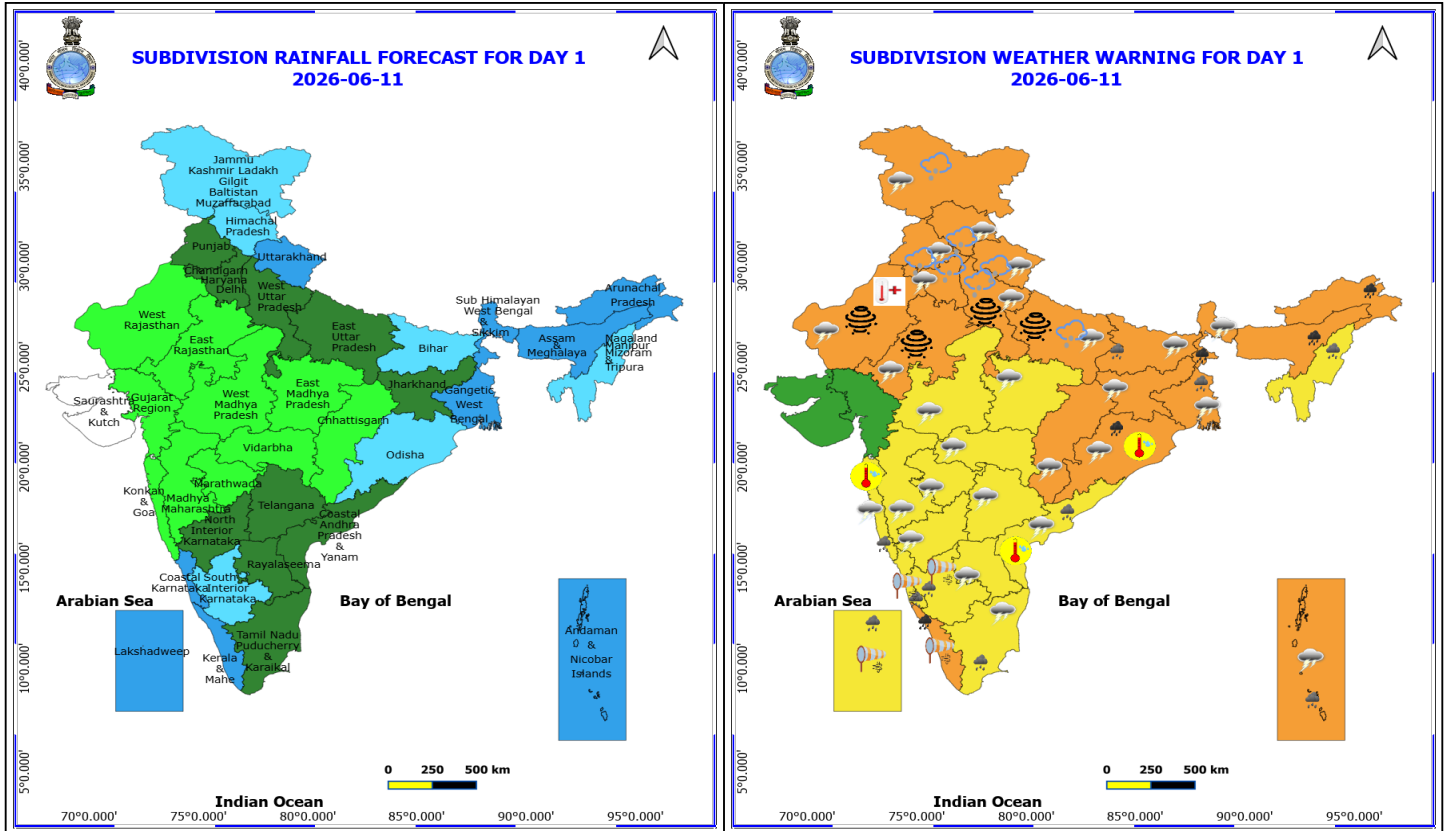 SUBDIVISION RAINFALL FORECAST FOR DAY 1
2026-06-11
40°0.000'
35°0.000'
30°0.000'
25°0.000'
20°0.000'
15°0.000'
10°0.000'
5°0.000'
Jammu
Kashmir Ladakh
Gilgit
Baltistan
Muzaffarabad
Himachal
Pradesh
Punjab
Uttarakhand
Chandigarh
Haryana
Delhi
West
Uttar
Pradesh
Arunachal
Pradesh
Sub Himalayan
West Bengal
&
Sikkim
West
Rajasthan
East
Rajasthan
East
Uttar
Pradesh
Bihar
Assam
&
Meghalaya
Nagaland
Manipur
Mizoram
&
Tripura
Saurashtra
&
Kutch
Gujarat
Region
West
Madhya
Pradesh
East
Madhya
Pradesh
Jharkhand
Gangetic
West
Bengal
Chhattisgarh
Vidarbha
Odisha
Konkan
&
Goa
Madhya
Maharashtra
Marathwada
Telangana
North
Interior
Karnataka
Coastal
Andhra
Pradesh
&
Yanam
Rayalaseema
Coastal
Karnataka
South
Interior
Karnataka
Arabian Sea
Bay of Bengal
Lakshadweep
Kerala
&
Mahe
Tamil Nadu
Puducherry
&
Karaikal
Andaman
&
Nicobar
Islands
0 250 500 km
Indian Ocean
70°0.000' 75°0.000' 80°0.000' 85°0.000' 90°0.000' 95°0.000'
SUBDIVISION WEATHER WARNING FOR DAY 1
2026-06-11
40°0.000'
35°0.000'
30°0.000'
25°0.000'
20°0.000'
15°0.000'
10°0.000'
5°0.000'
Arabian Sea
Bay of Bengal
0 250 500 km
Indian Ocean
70°0.000' 75°0.000' 80°0.000' 85°0.000' 90°0.000' 95°0.000'